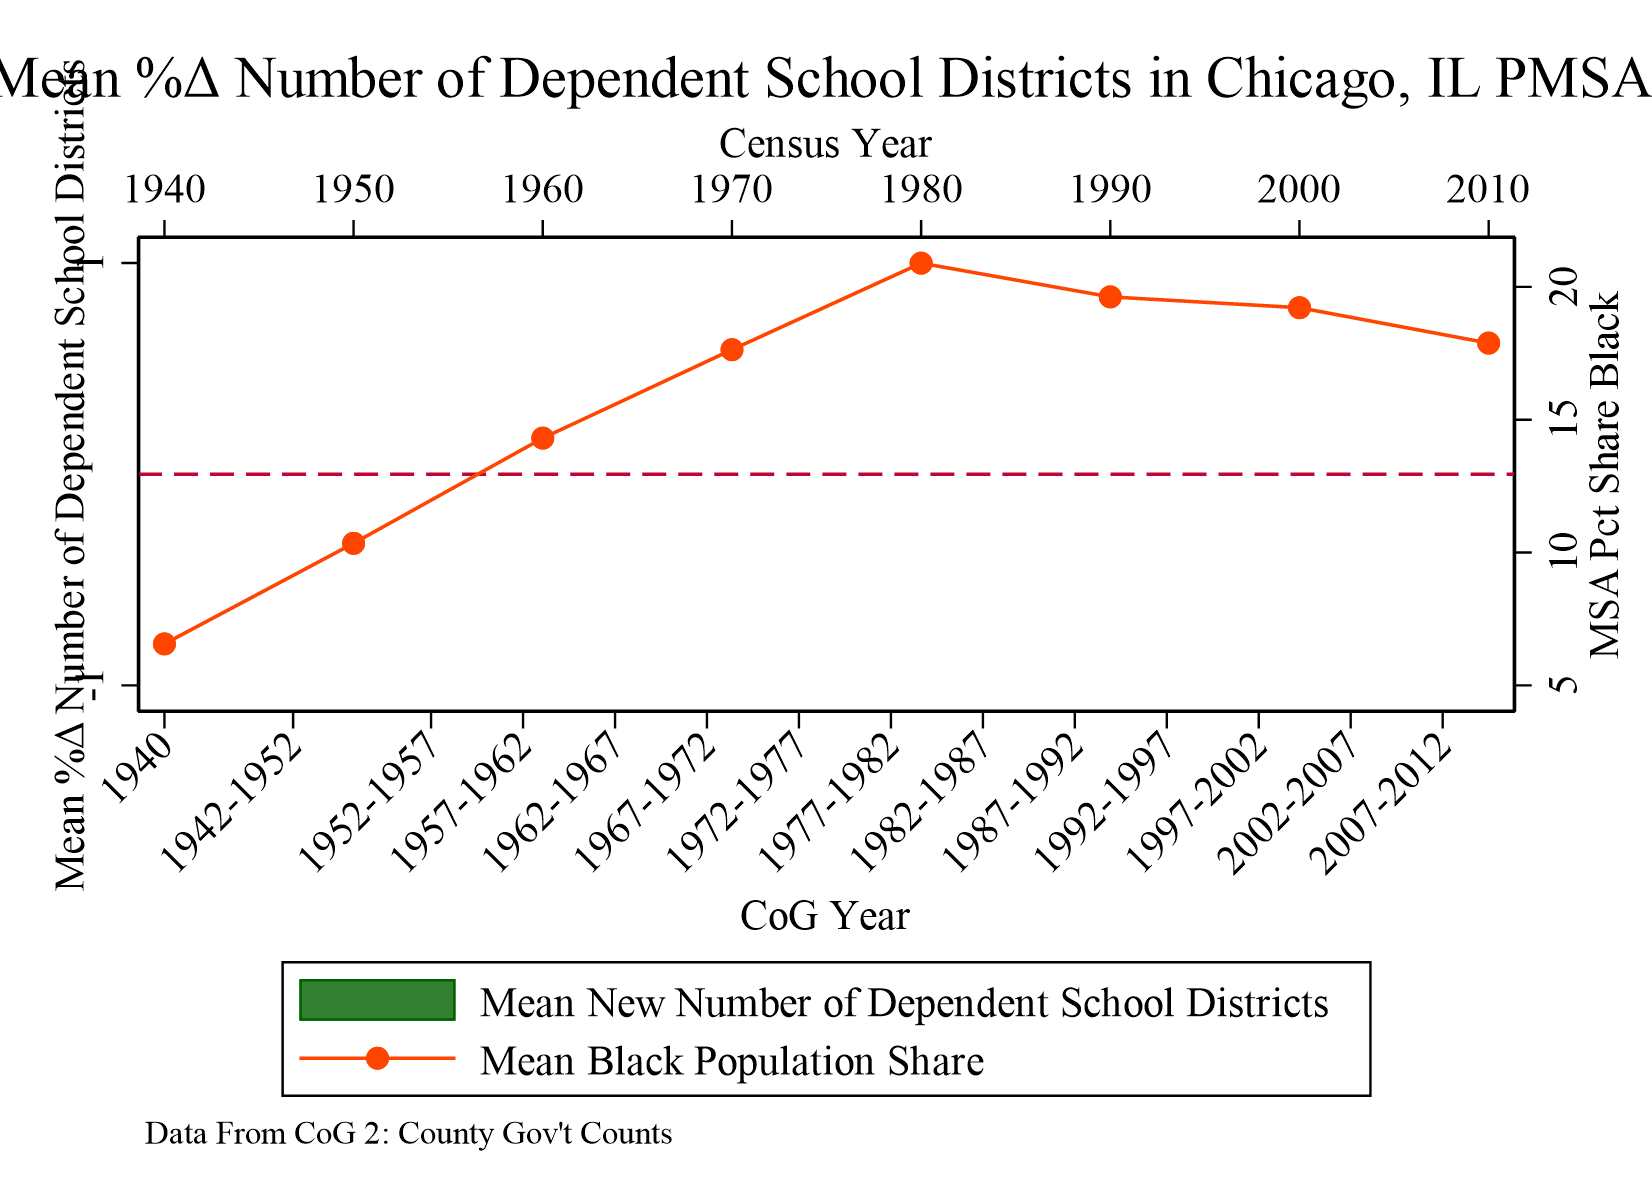 Mean %Δ Number of Dependent School Districts in Chicago, IL PMSA
Census Year
1940 1950 1960 1970 1980 1990 2000 2010
Mean %Δ Number of Dependent School Districts
1
-1
20
15
10
5
MSA Pct Share Black
1940
1942-1952
1952-1957
1957-1962
1962-1967
1967-1972
1972-1977
1977-1982
1982-1987
1987-1992
1992-1997
1997-2002
2002-2007
2007-2012
CoG Year
Mean New Number of Dependent School Districts
Mean Black Population Share
Data From CoG 2: County Gov't Counts